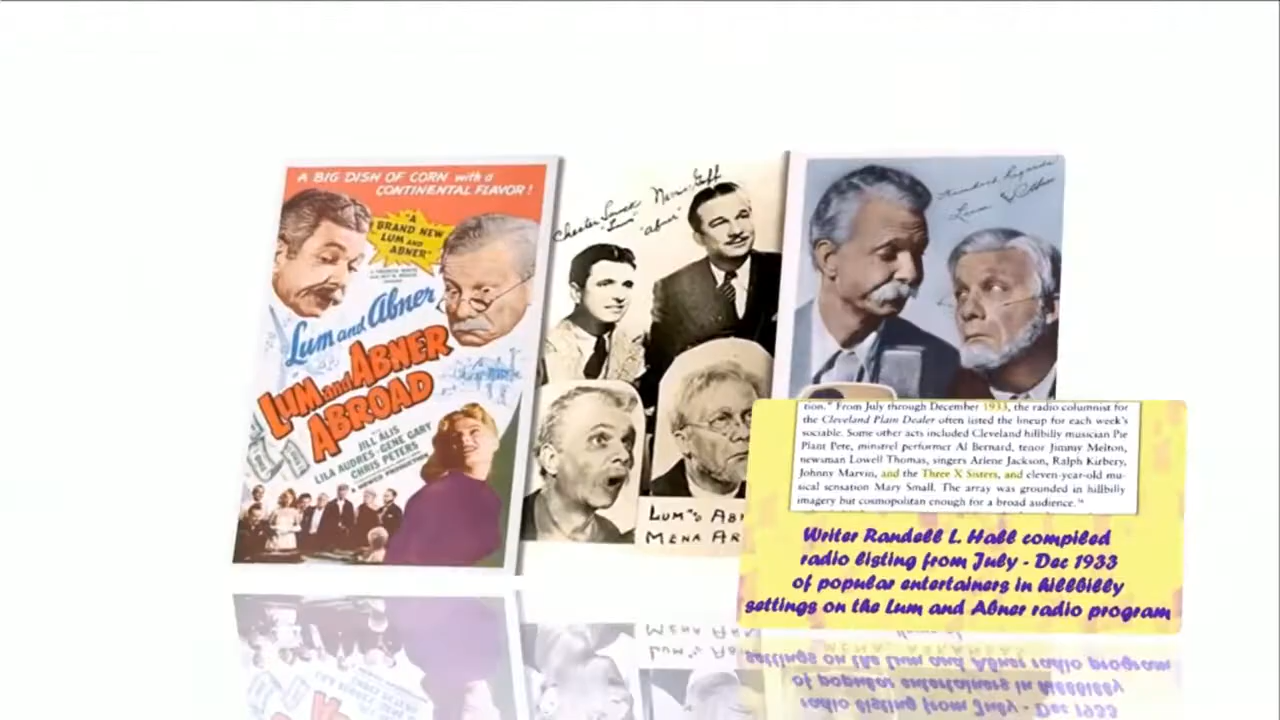 A BIG DISH OF CORN with a
CONTINENTAL FLAVOR!
"A
BRAND NEW
LUM AND
ABNER"
Lum and Abner
LUM and ABNER
ABROAD
JILL ALIS
LILA AUDRES · GENE GARY
CHRIS PETERS
Chester Lauck
"Lum"
Norris Goff
"abner"
LUM "N AB
MENA AR
Kindest Regards
Lum & Abner
tion." From July through December 1933, the radio columnist for
the Cleveland Plain Dealer often listed the lineup for each week's
sociable. Some other acts included Cleveland hillbilly musician Pie
Plant Pete, minstrel performer Al Bernard, tenor Jimmy Melton,
newsman Lowell Thomas, singers Arlene Jackson, Ralph Kirbery,
Johnny Marvin, and the Three X Sisters, and eleven-year-old mu-
sical sensation Mary Small. The array was grounded in hillbilly
imagery but cosmopolitan enough for a broad audience.
Writer Randell L. Hall compiled
radio listing from July - Dec 1933
of popular entertainers in hillbilly
settings on the Lum and Abner radio program